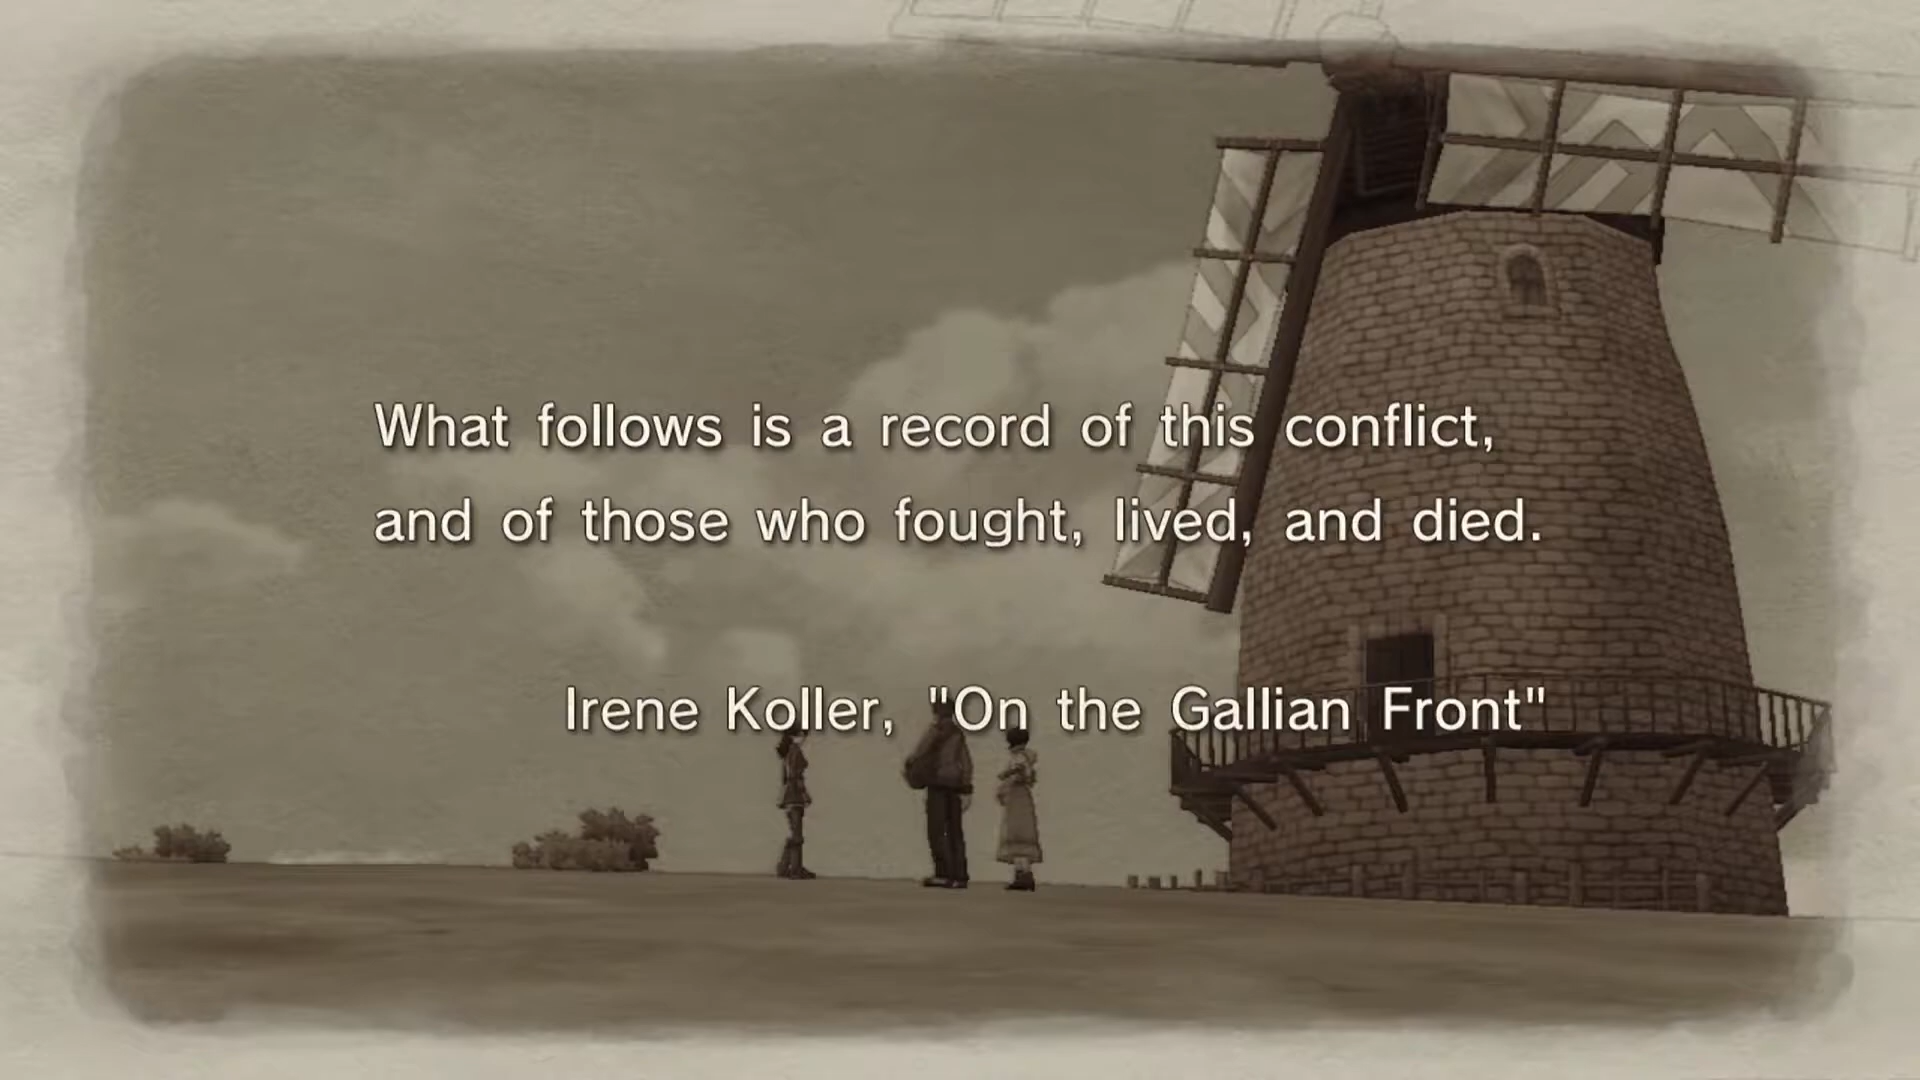 What follows is a record of this conflict,
and of those who fought, lived, and died.
Irene Koller, "On the Gallian Front"